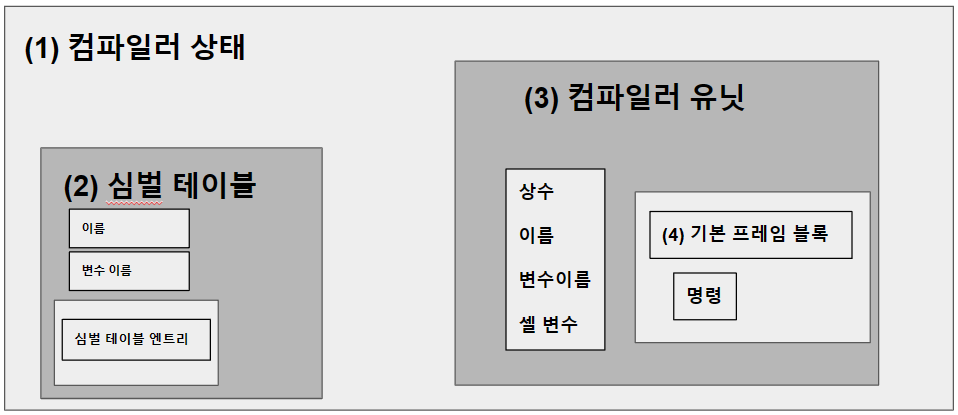 (1) 컴파일러 상태
(2) 심벌 테이블
이름
변수 이름
심벌 테이블 엔트리
(3) 컴파일러 유닛
상수
이름
변수이름
셀 변수
(4) 기본 프레임 블록
명령